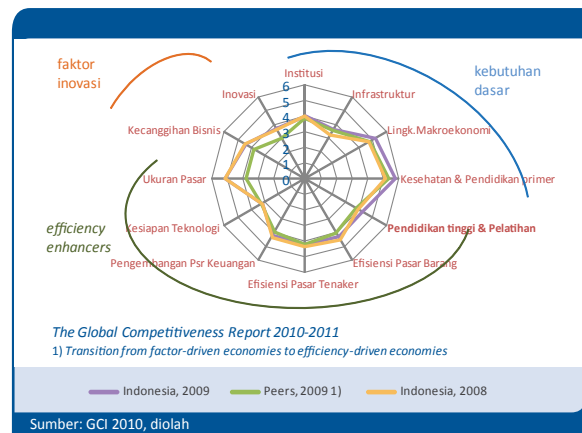 faktor
inovasi
kebutuhan
dasar
Institusi
Inovasi
Infrastruktur
Kecanggihan Bisnis
Lingk.Makroekonomi
Ukuran Pasar
Kesehatan & Pendidikan primer
Kesiapan Teknologi
Pendidikan tinggi & Pelatihan
Pengembangan Psr Keuangan
Efisiensi Pasar Barang
Efisiensi Pasar Tenaker
6
5
4
3
2
1
0
efficiency
enhancers
The Global Competitiveness Report 2010-2011
1) Transition from factor-driven economies to efficiency-driven economies
Indonesia, 2009
Peers, 2009 1)
Indonesia, 2008
Sumber: GCI 2010, diolah